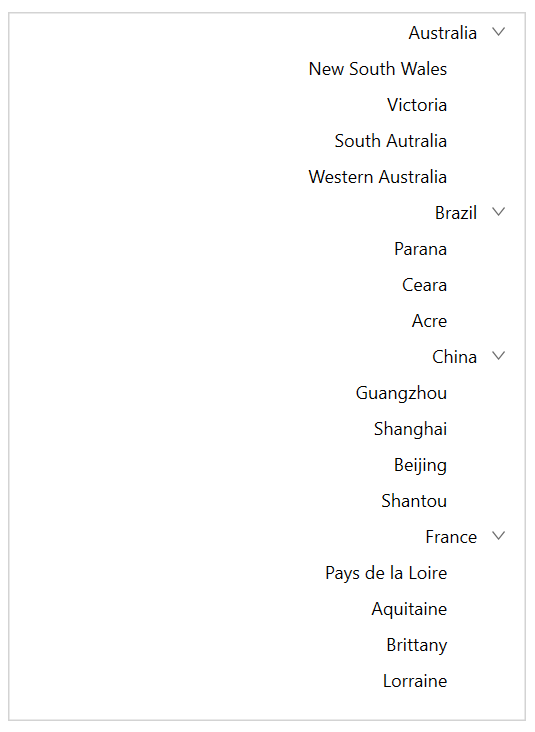 Australia
New South Wales
Victoria
South Autralia
Western Australia
Brazil
Parana
Ceara
Acre
China
Guangzhou
Shanghai
Beijing
Shantou
France
Pays de la Loire
Aquitaine
Brittany
Lorraine